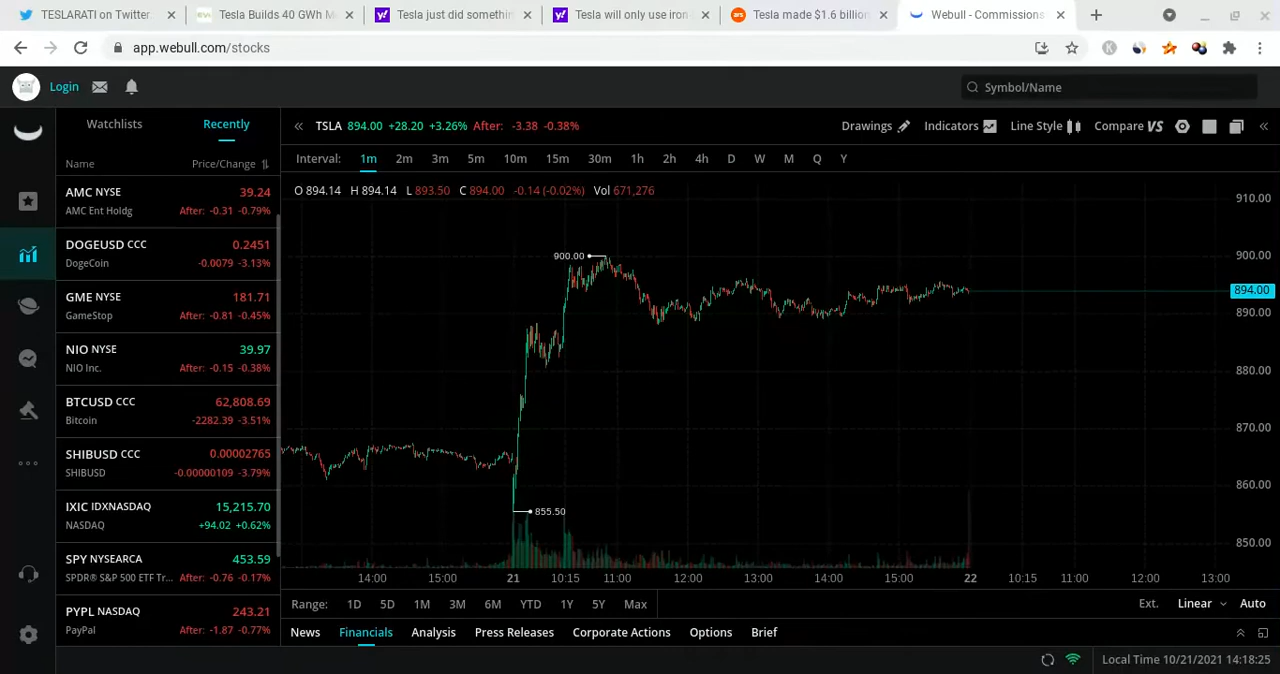 TESLARATI on Twitter
Tesla Builds 40 GWh M
Tesla just did somethin
Tesla will only use iron
Tesla made $1.6 billion
Webull - Commissions
app.webull.com/stocks
Login
Symbol/Name
Watchlists Recently
Name Price/Change
AMC NYSE 39.24
AMC Ent Holdg After: -0.31 -0.79%
DOGEUSD CCC 0.2451
DogeCoin -0.0079 -3.13%
GME NYSE 181.71
GameStop After: -0.81 -0.45%
NIO NYSE 39.97
NIO Inc. After: -0.15 -0.38%
BTCUSD CCC 62,808.69
Bitcoin -2282.39 -3.51%
SHIBUSD CCC 0.00002765
SHIBUSD -0.00000109 -3.79%
IXIC IDXNASDAQ 15,215.70
NASDAQ +94.02 +0.62%
SPY NYSEARCA 453.59
SPDR® S&P 500 ETF Tr... After: -0.76 -0.17%
PYPL NASDAQ 243.21
PayPal After: -1.87 -0.77%
TSLA 894.00 +28.20 +3.26% After: -3.38 -0.38%
Drawings Indicators Line Style Compare VS
Interval: 1m 2m 3m 5m 10m 15m 30m 1h 2h 4h D W M Q Y
O 894.14 H 894.14 L 893.50 C 894.00 -0.14 (-0.02%) Vol 671,276
910.00
900.00
900.00
894.00
890.00
880.00
870.00
860.00
855.50
850.00
14:00 15:00 21 10:15 11:00 12:00 13:00 14:00 15:00 22 10:15 11:00 12:00 13:00
Range: 1D 5D 1M 3M 6M YTD 1Y 5Y Max
Ext. Linear Auto
News Financials Analysis Press Releases Corporate Actions Options Brief
Local Time 10/21/2021 14:18:25